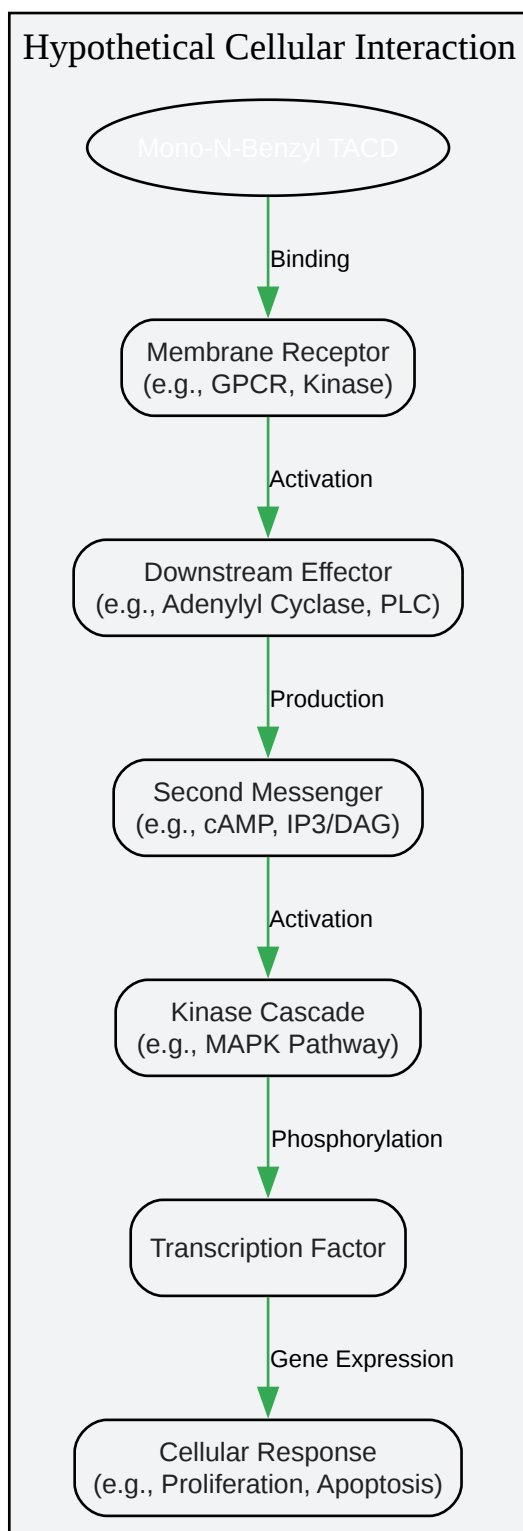 Hypothetical Cellular Interaction
Mono-N-Benzyl TACD
Binding
Membrane Receptor
(e.g., GPCR, Kinase)
Activation
Downstream Effector
(e.g., Adenylyl Cyclase, PLC)
Production
Second Messenger
(e.g., cAMP, IP3/DAG)
Activation
Kinase Cascade
(e.g., MAPK Pathway)
Phosphorylation
Transcription Factor
Gene Expression
Cellular Response
(e.g., Proliferation, Apoptosis)